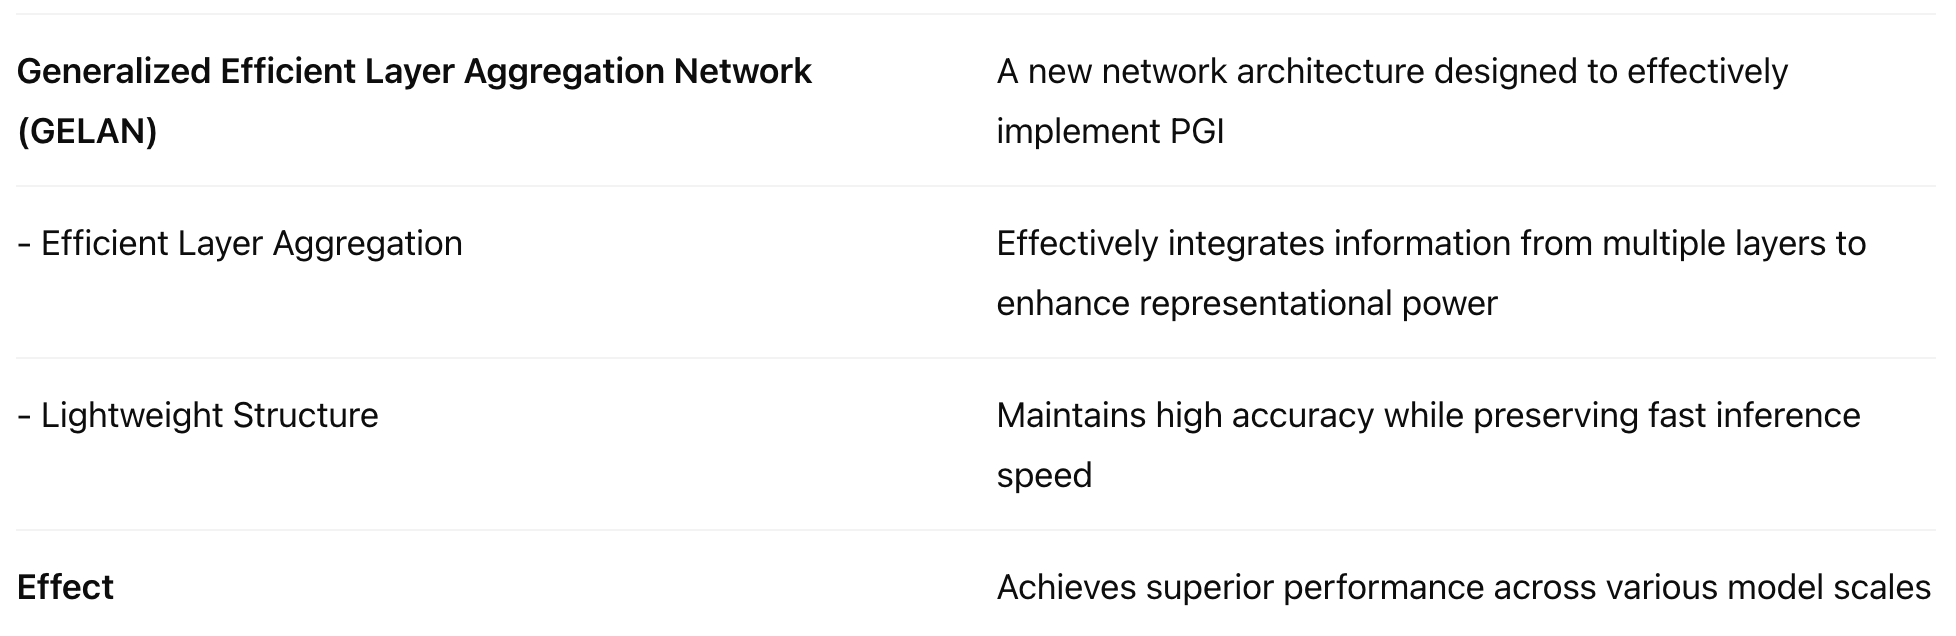 Generalized Efficient Layer Aggregation Network
(GELAN)
A new network architecture designed to effectively
implement PGI
- Efficient Layer Aggregation
Effectively integrates information from multiple layers to
enhance representational power
- Lightweight Structure
Maintains high accuracy while preserving fast inference
speed
Effect
Achieves superior performance across various model scales